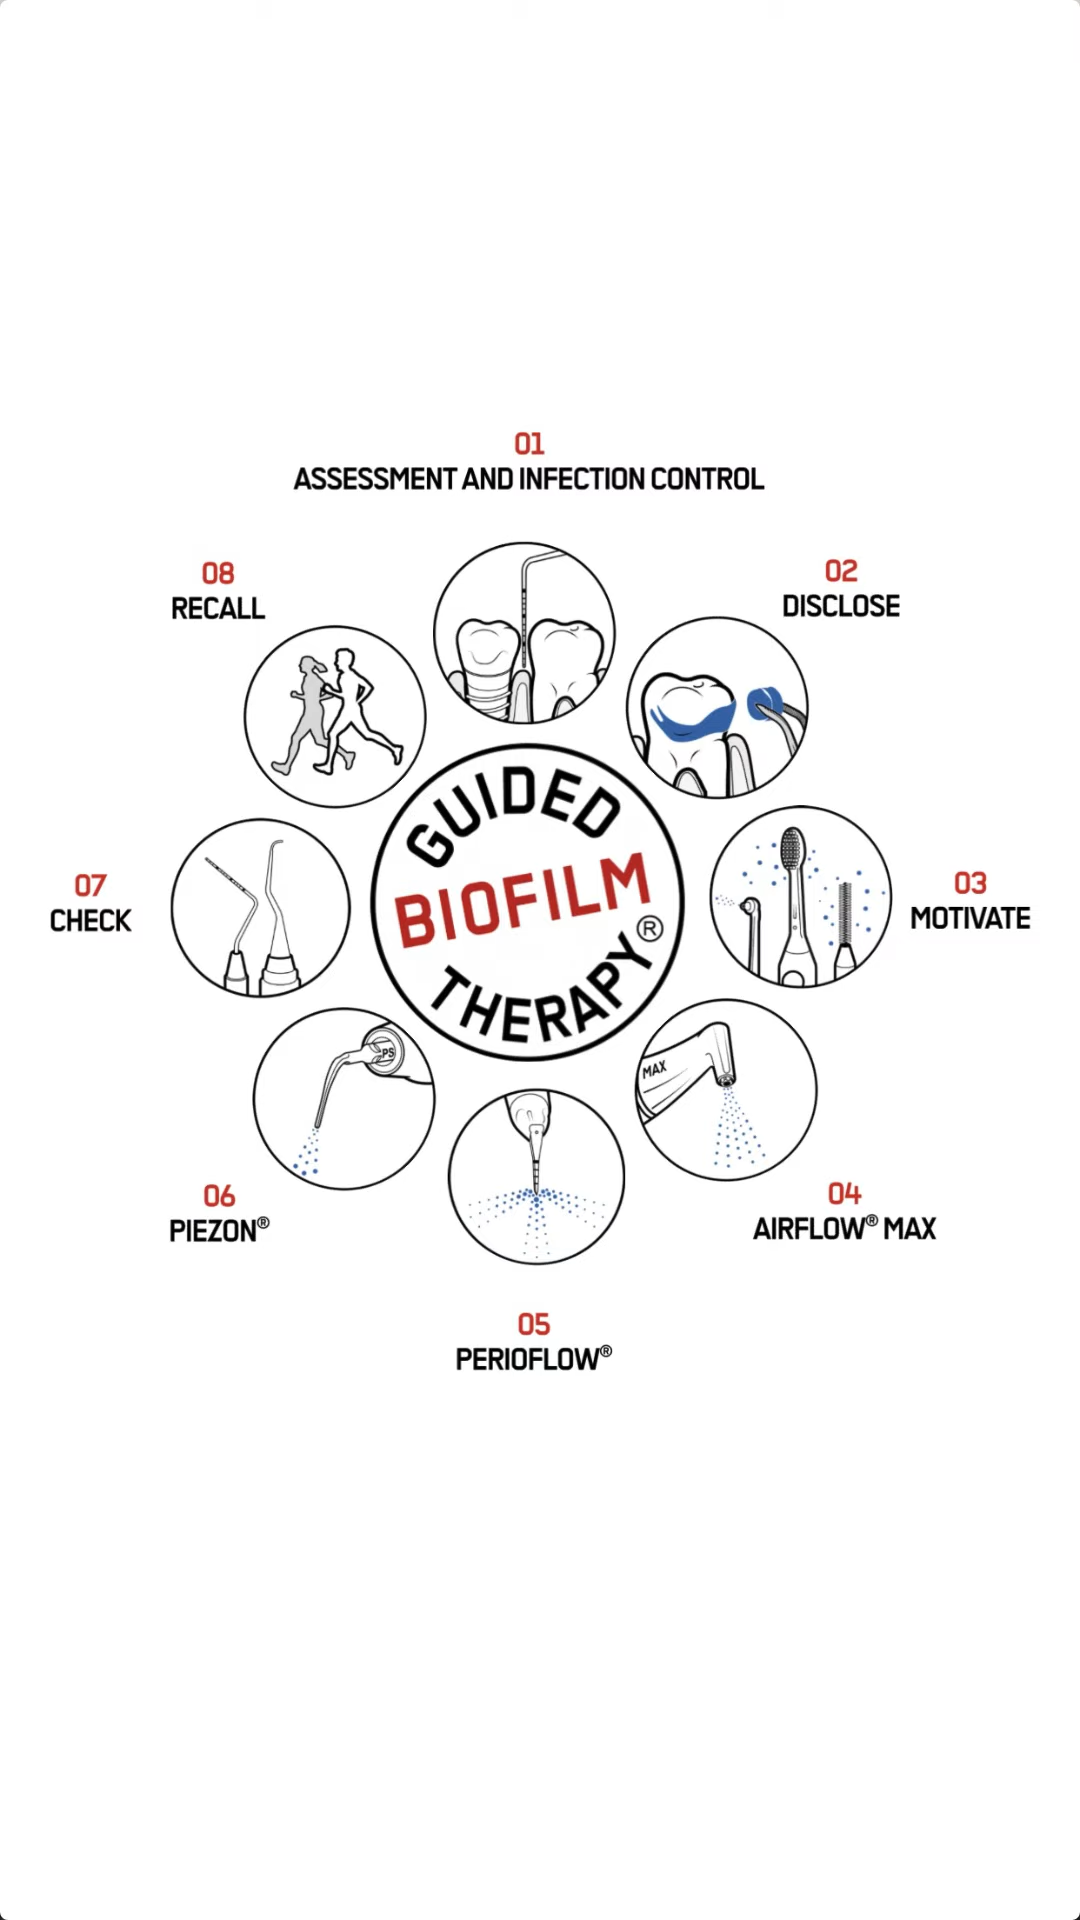 01
ASSESSMENT AND INFECTION CONTROL
02
DISCLOSE
03
MOTIVATE
MAX
04
AIRFLOW® MAX
05
PERIOFLOW®
PS
06
PIEZON®
07
CHECK
08
RECALL
GUIDED
BIOFILM
THERAPY®